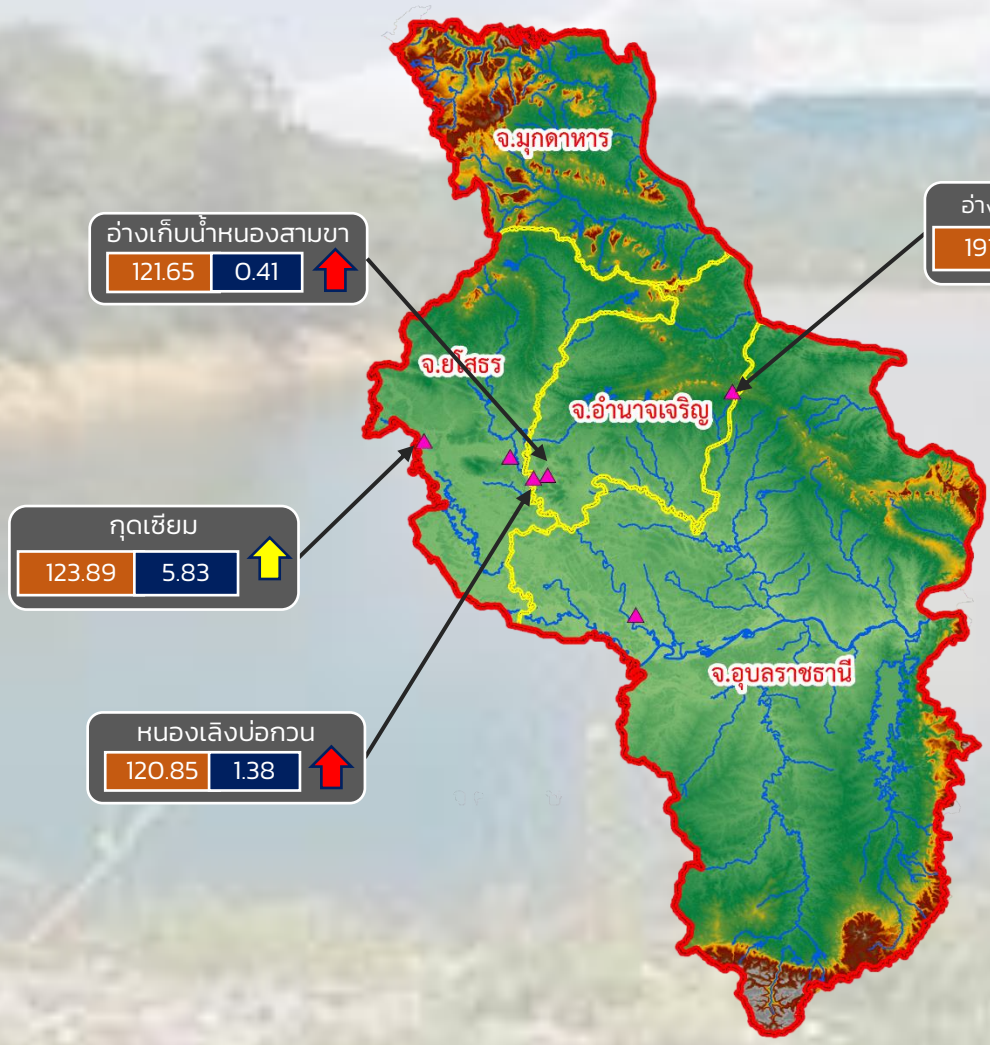 จ.มุกดาหาร
อ่างเก็บน้ำหนองสามขา
121.65 0.41
จ.ยโสธร
จ.อำนาจเจริญ
กุดเซียม
123.89 5.83
หนองเลิงบ่อกวน
120.85 1.38
จ.อุบลราชธานี